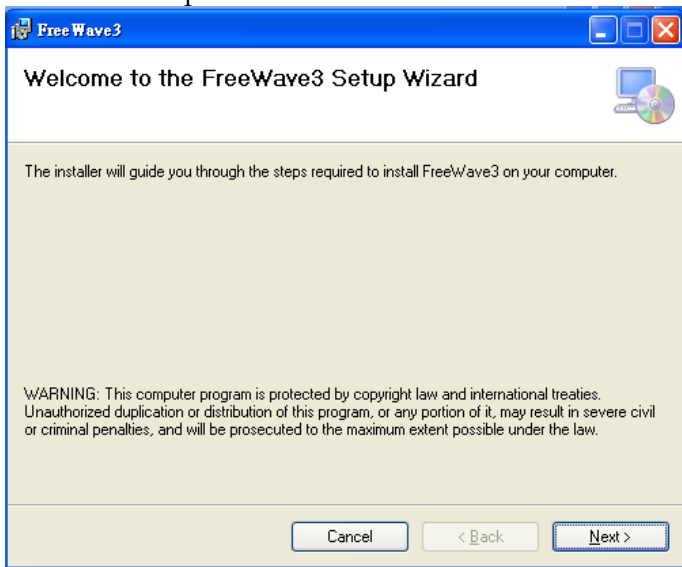 FreeWave3
Welcome to the FreeWave3 Setup Wizard
The installer will guide you through the steps required to install FreeWave3 on your computer.
WARNING: This computer program is protected by copyright law and international treaties.
Unauthorized duplication or distribution of this program, or any portion of it, may result in severe civil
or criminal penalties, and will be prosecuted to the maximum extent possible under the law.
Cancel < Back Next >